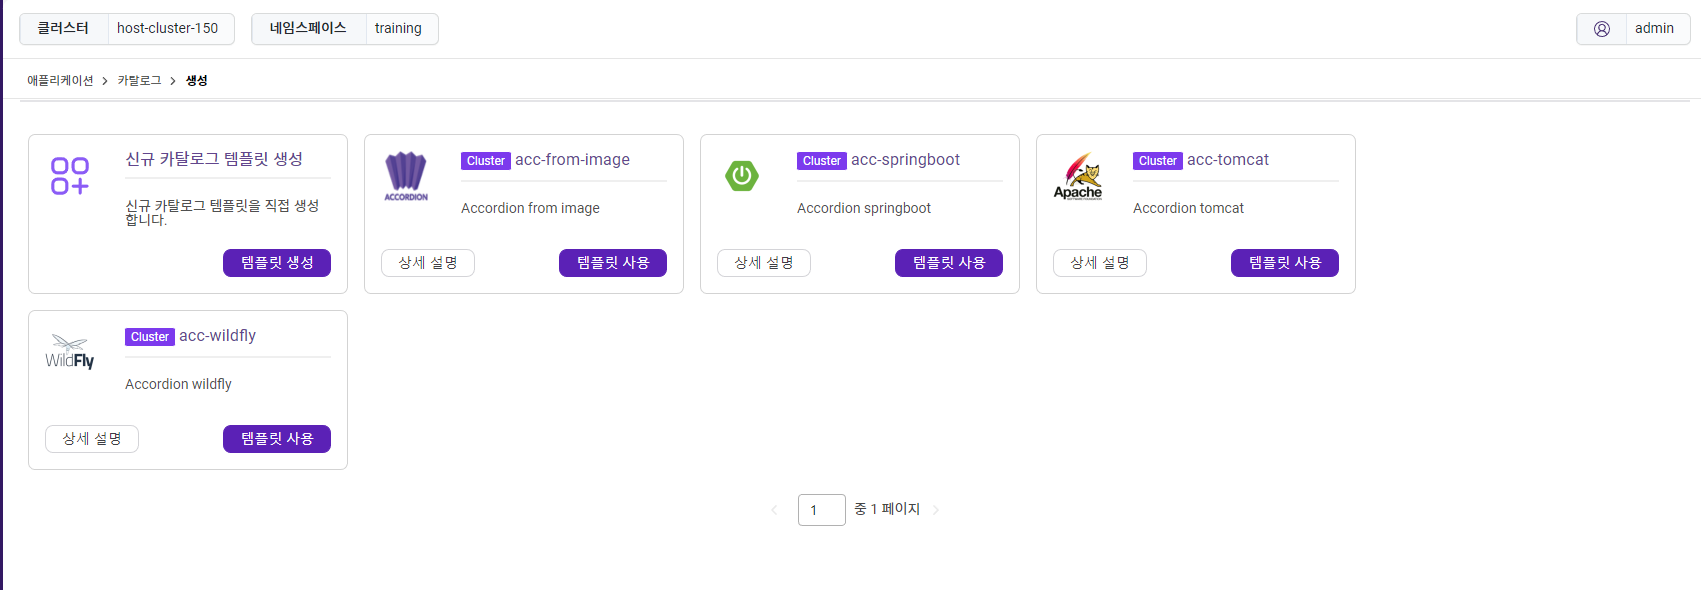 클러스터 host-cluster-150 네임스페이스 training admin
애플리케이션 > 카탈로그 > 생성
신규 카탈로그 템플릿 생성
신규 카탈로그 템플릿을 직접 생성
합니다.
템플릿 생성
ACCORDION
Cluster acc-from-image
Accordion from image
상세 설명 템플릿 사용
Cluster acc-springboot
Accordion springboot
상세 설명 템플릿 사용
Apache
Cluster acc-tomcat
Accordion tomcat
상세 설명 템플릿 사용
WildFly
Cluster acc-wildfly
Accordion wildfly
상세 설명 템플릿 사용
1 중 1 페이지